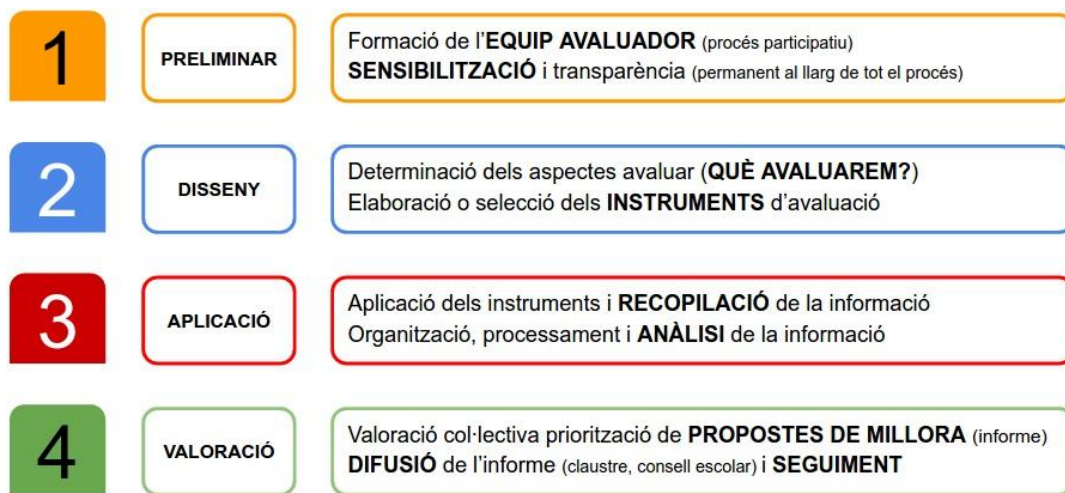 1
PRELIMINAR
Formació de l'EQUIP AVALUADOR (procés participatiu)
SENSIBILITZACIÓ i transparència (permanent al llarg de tot el procés)
2
DISSENY
Determinació dels aspectes avaluar (QUÈ AVALUAREM?)
Elaboració o selecció dels INSTRUMENTS d'avaluació
3
APLICACIÓ
Aplicació dels instruments i RECOPILACIÓ de la informació
Organització, processament i ANÀLISI de la informació
4
VALORACIÓ
Valoració col·lectiva priorització de PROPOSTES DE MILLORA (informe)
DIFUSIÓ de l'informe (claustre, consell escolar) i SEGUIMENT